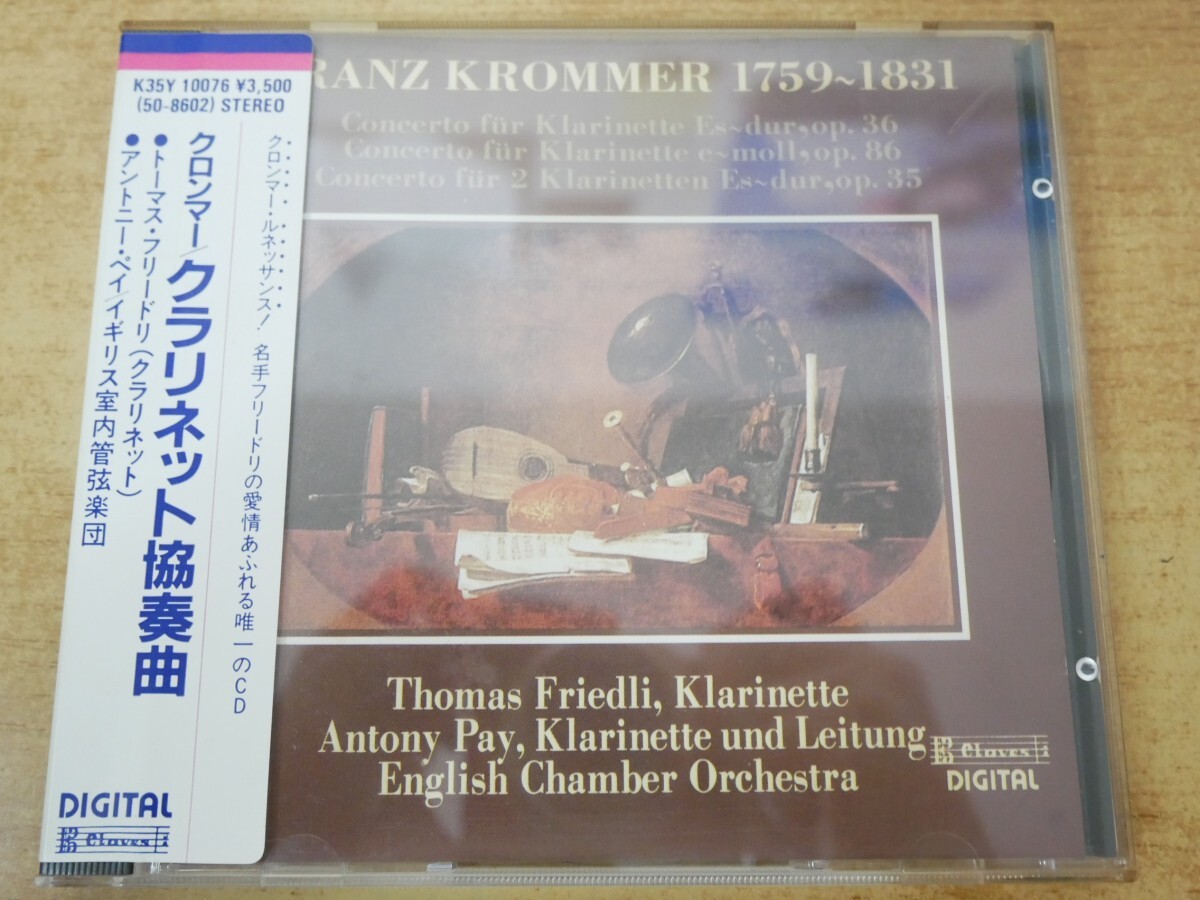 K35Y 10076 ¥3,500
(50-8602) STEREO
クロンマー・ルネッサンス! 名手フリードリの愛情あふれる唯一のCD
クロンマー/クラリネット協奏曲
●トーマス・フリードリ(クラリネット)
●アントニー・ペイ/イギリス室内管弦楽団
DIGITAL
Claves
RANZ KROMMER 1759~1831
Concerto für Klarinette Es~dur, op. 36
Concerto für Klarinette e~moll, op. 86
Concerto für 2 Klarinetten Es~dur, op. 35
Thomas Friedli, Klarinette
Antony Pay, Klarinette und Leitung
English Chamber Orchestra
Claves
DIGITAL